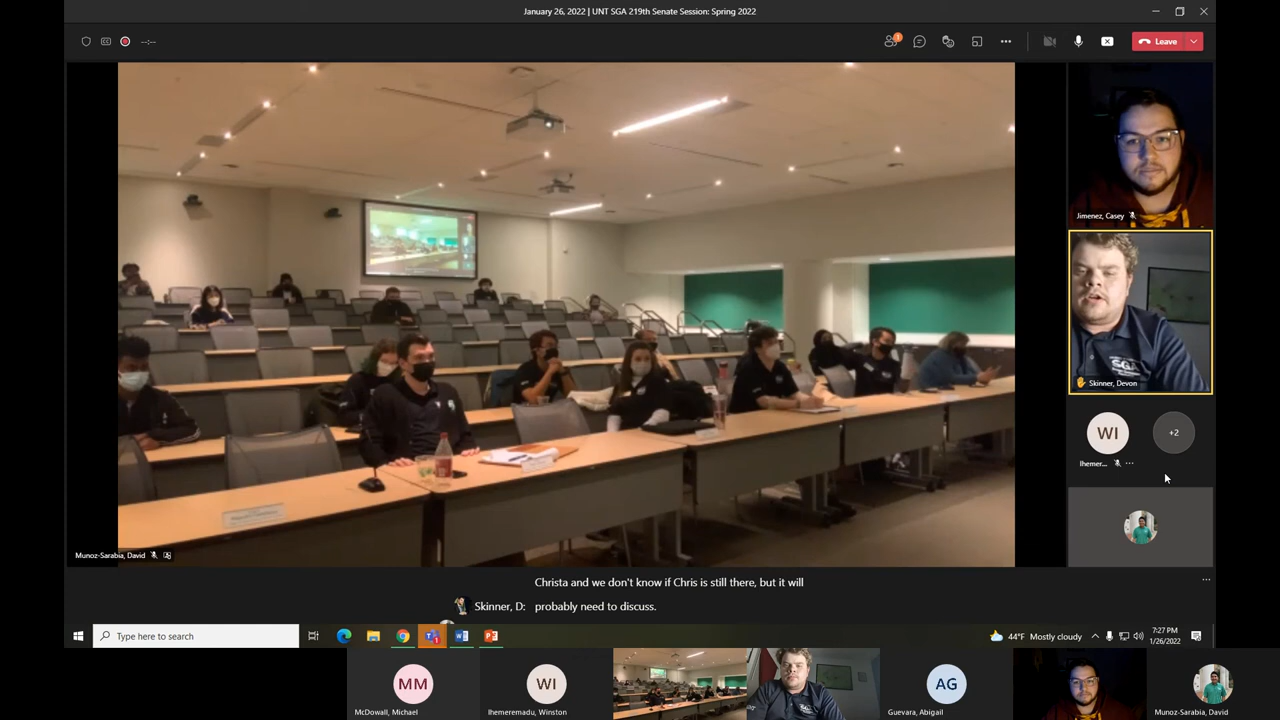 January 26, 2022 | UNT SGA 219th Senate Session: Spring 2022
--:--
1
Leave
Jimenez, Casey
SGA
Skinner, Devon
WI
+2
Ihemer...
Munoz-Sarabia, David
Christa and we don't know if Chris is still there, but it will
Skinner, D: probably need to discuss.
Type here to search
44°F Mostly cloudy
7:27 PM
1/26/2022
MM
WI
AG
McDowall, Michael
Ihemeremadu, Winston
Guevara, Abigail
Munoz-Sarabia, David